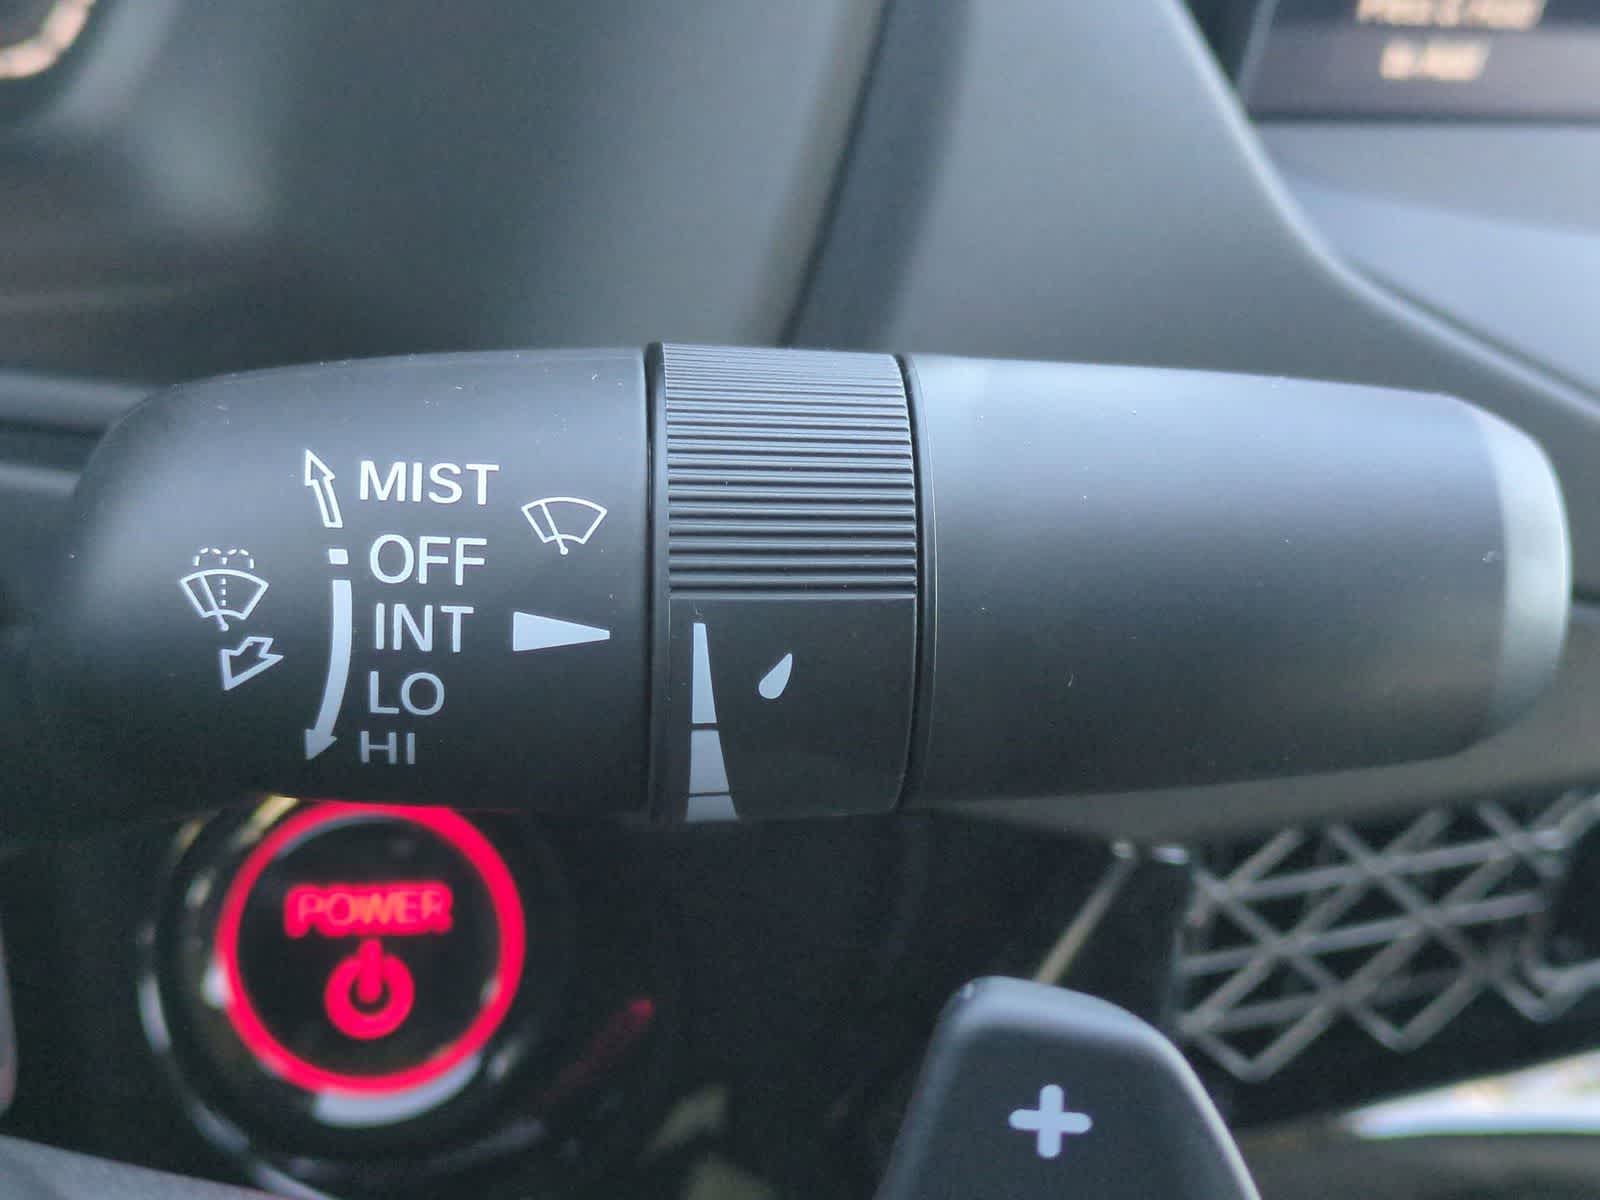 MIST
OFF
INT
LO
HI
POWER
+